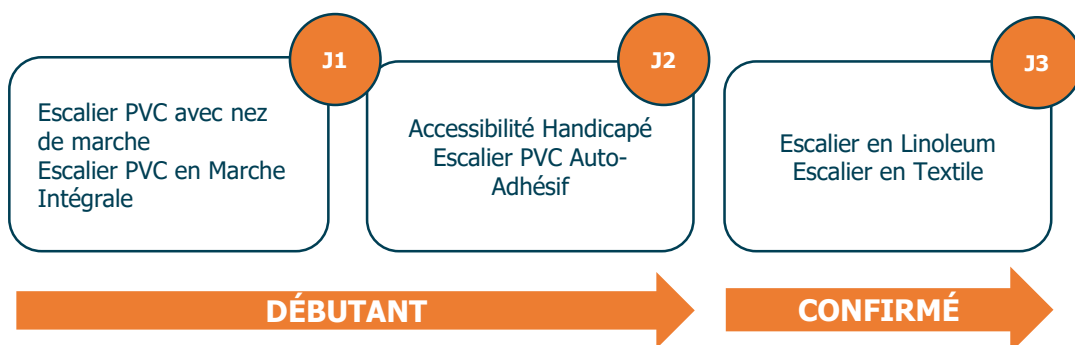 J1
Escalier PVC avec nez
de marche
Escalier PVC en Marche
Intégrale
J2
Accessibilité Handicapé
Escalier PVC Auto-
Adhésif
J3
Escalier en Linoleum
Escalier en Textile
DÉBUTANT
CONFIRMÉ